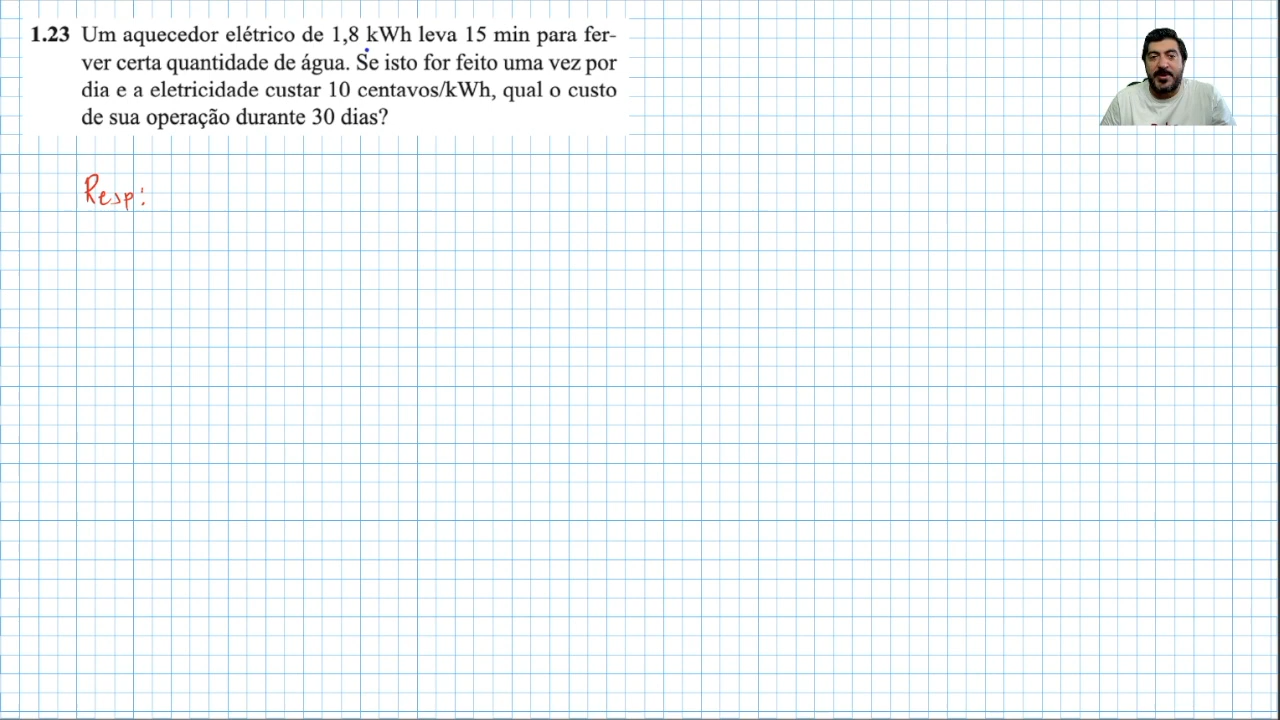 1.23 Um aquecedor elétrico de 1,8 kWh leva 15 min para fer-
ver certa quantidade de água. Se isto for feito uma vez por
dia e a eletricidade custar 10 centavos/kWh, qual o custo
de sua operação durante 30 dias?
Resp: